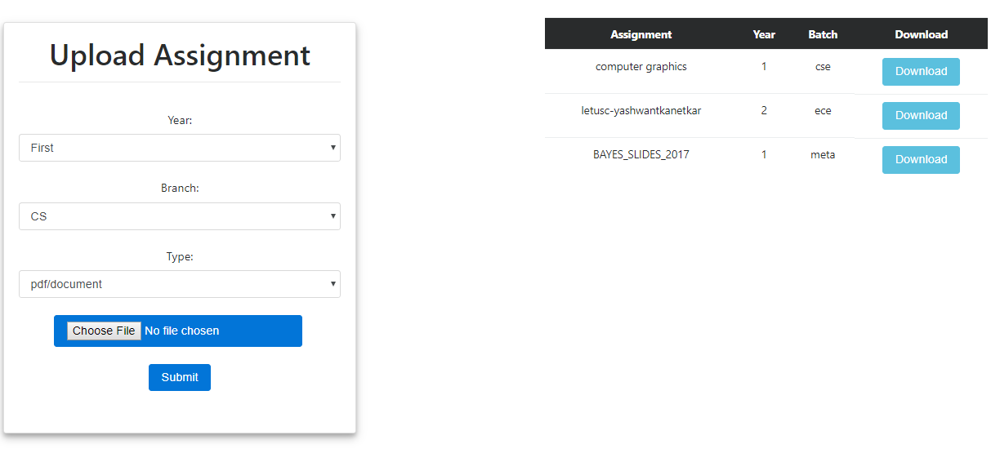 Upload Assignment
Year:
First
Branch:
CS
Type:
pdf/document
Choose File No file chosen
Submit
Assignment Year Batch Download
computer graphics 1 cse Download
letusc-yashwantkanetkar 2 ece Download
BAYES_SLIDES_2017 1 meta Download